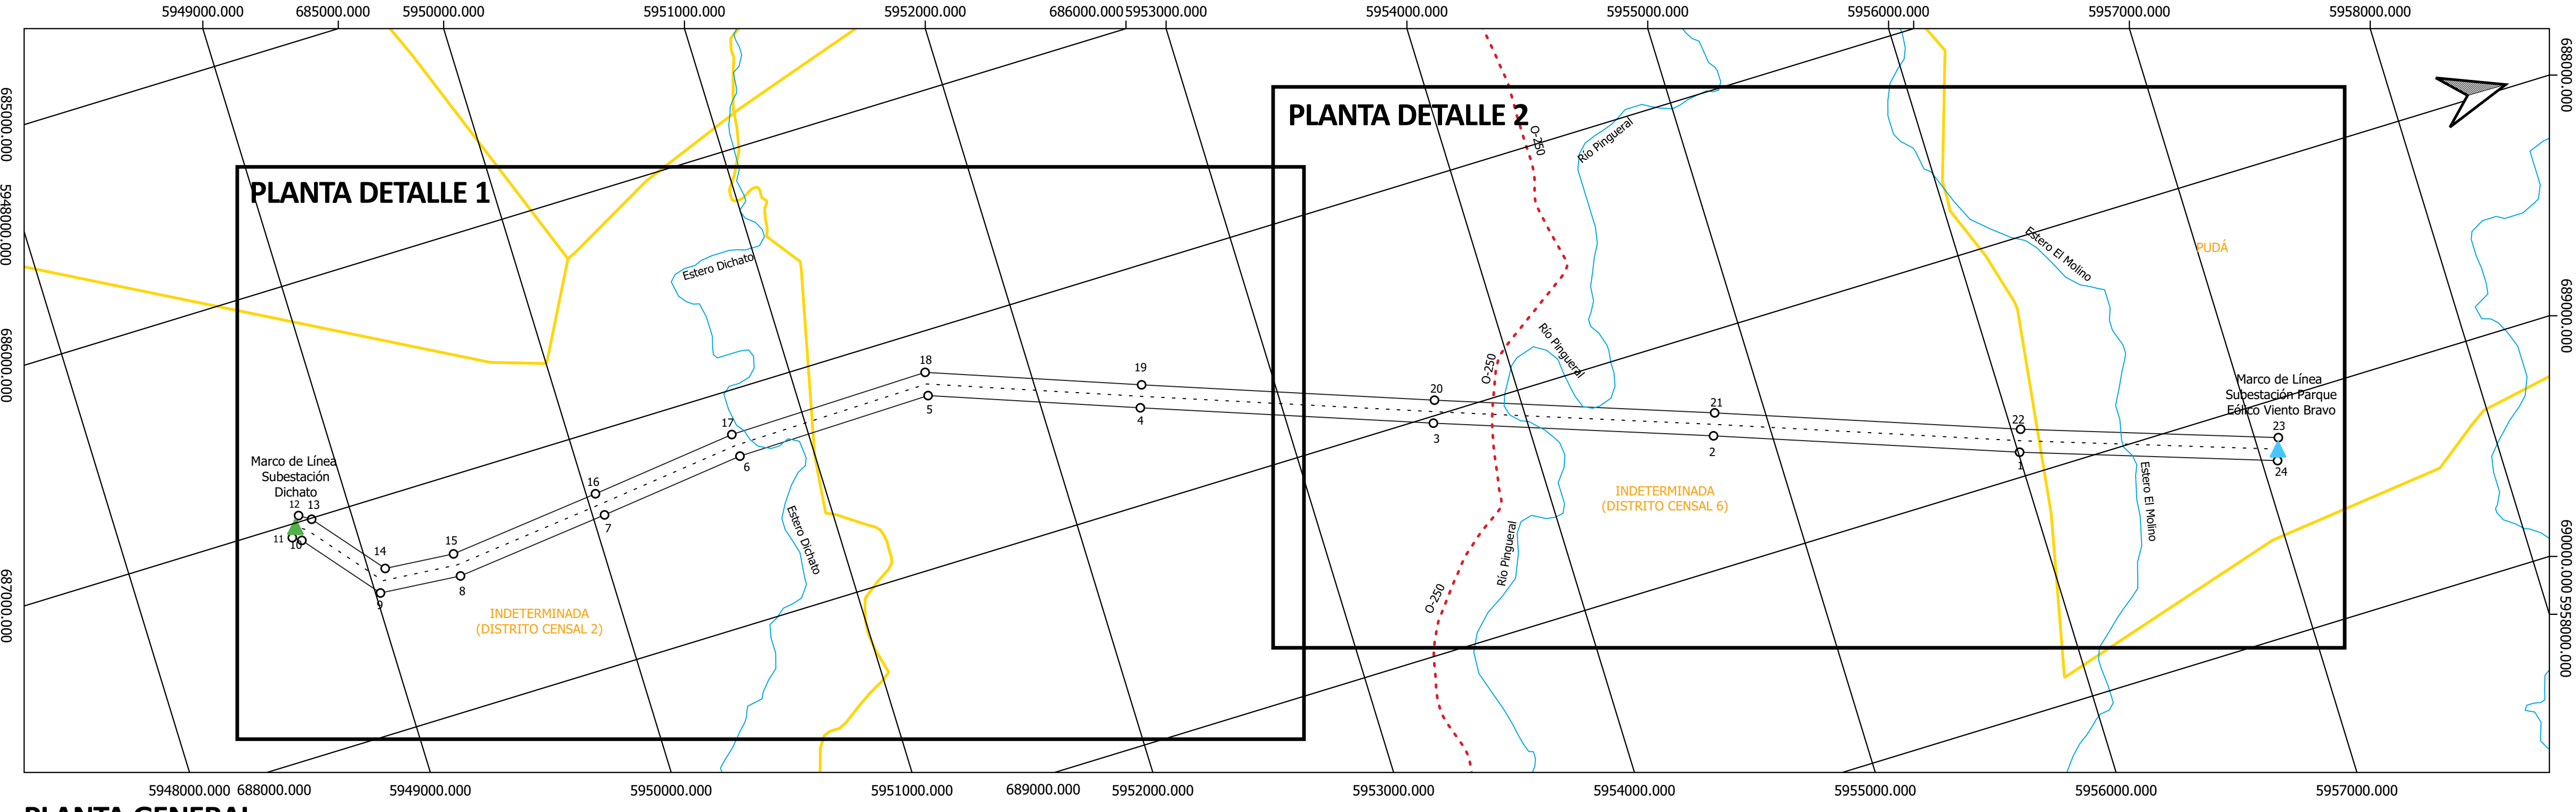 5949000.000 685000.000 5950000.000 5951000.000 5952000.000 686000.000 5953000.000 5954000.000 5955000.000 5956000.000 5957000.000 5958000.000
688000.000
685000.000
5948000.000
686000.000
687000.000
689000.000
690000.000
5958000.000
PLANTA DETALLE 1
PLANTA DETALLE 2
O-250
Río Pingueral
Estero Dichato
Estero El Molino
PUDÁ
Río Pingueral
O-250
18
19
5
4
17
6
16
7
15
14
8
9
Marco de Línea
Subestación
Dichato
12 13
11 10
20
3
21
2
22
1
Marco de Línea
Subestación Parque
Eólico Viento Bravo
23
24
Estero Dichato
Río Pingueral
O-250
Estero El Molino
INDETERMINADA
(DISTRITO CENSAL 6)
INDETERMINADA
(DISTRITO CENSAL 2)
5948000.000 688000.000 5949000.000 5950000.000 5951000.000 689000.000 5952000.000 5953000.000 5954000.000 5955000.000 5956000.000 5957000.000
PLANTA GENERAL